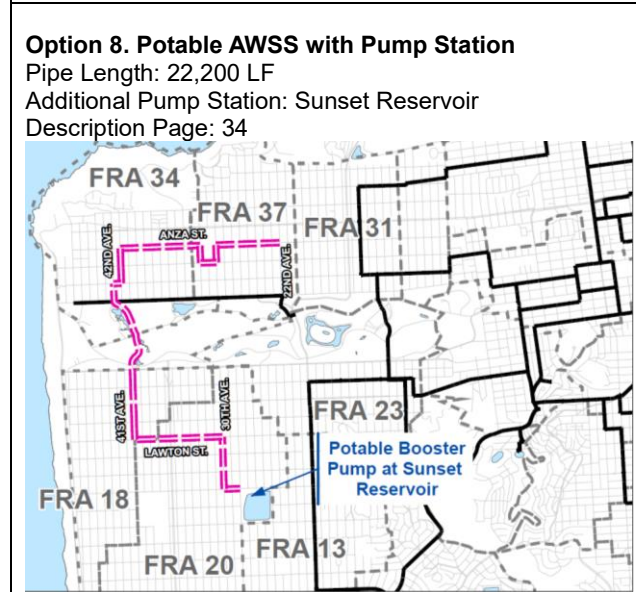 Option 8. Potable AWSS with Pump Station
Pipe Length: 22,200 LF
Additional Pump Station: Sunset Reservoir
Description Page: 34
FRA 34
FRA 37
FRA 31
ANZA ST.
42ND AVE.
22ND AVE.
41ST AVE.
30TH AVE.
LAWTON ST.
FRA 23
Potable Booster
Pump at Sunset
Reservoir
FRA 18
FRA 20
FRA 13